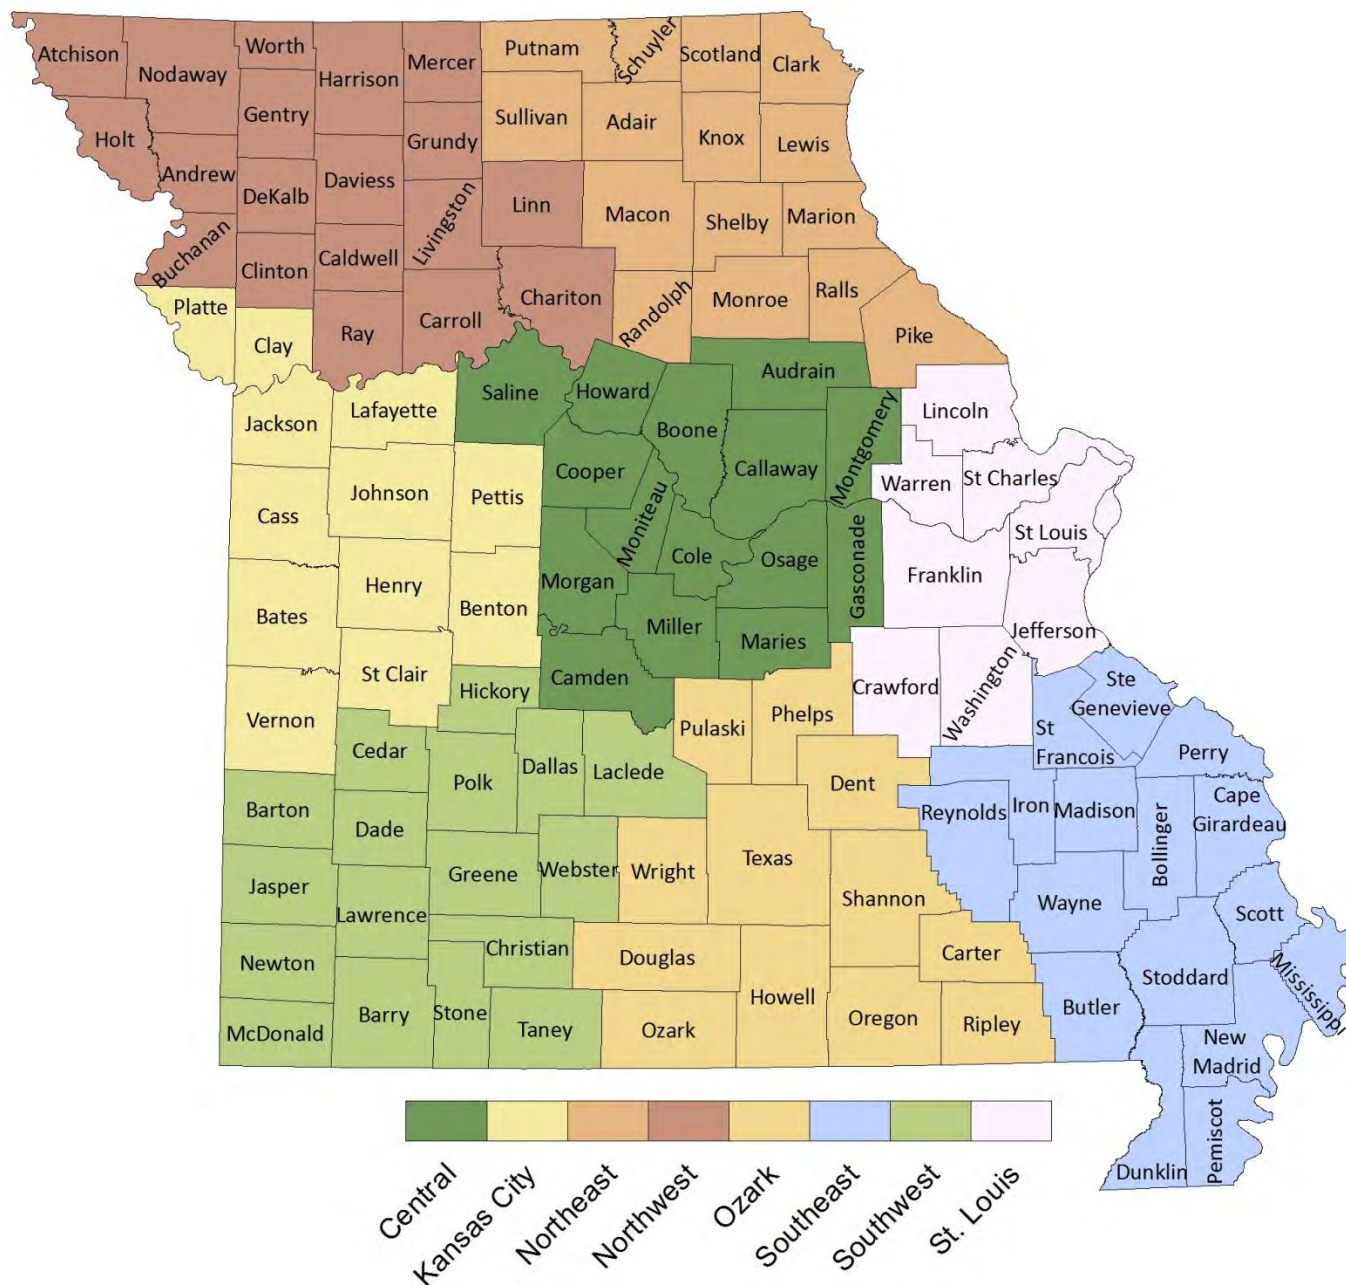 Atchison
Nodaway
Worth
Harrison
Mercer
Putnam
Schuyler
Scotland
Clark
Holt
Gentry
Grundy
Sullivan
Adair
Knox
Lewis
Andrew
DeKalb
Daviess
Livingston
Linn
Macon
Shelby
Marion
Buchanan
Clinton
Caldwell
Chariton
Randolph
Monroe
Ralls
Platte
Clay
Ray
Carroll
Pike
Audrain
Saline
Howard
Jackson
Lafayette
Boone
Montgomery
Lincoln
Cooper
Callaway
Warren
St Charles
Johnson
Pettis
Cass
Moniteau
St Louis
Cole
Osage
Gasconade
Franklin
Morgan
Henry
Benton
Bates
Miller
Maries
Jefferson
St Clair
Camden
Crawford
Washington
Hickory
Ste
Genevieve
Vernon
Pulaski
Phelps
St
Francois
Perry
Cedar
Polk
Dallas
Laclede
Dent
Barton
Dade
Reynolds
Iron
Madison
Bollinger
Cape
Girardeau
Jasper
Greene
Webster
Wright
Texas
Shannon
Wayne
Scott
Lawrence
Christian
Newton
Douglas
Carter
Stoddard
Mississippi
McDonald
Barry
Stone
Taney
Ozark
Howell
Oregon
Ripley
Butler
New
Madrid
Dunklin
Pemiscot
Central
Kansas City
Northeast
Northwest
Ozark
Southeast
Southwest
St. Louis